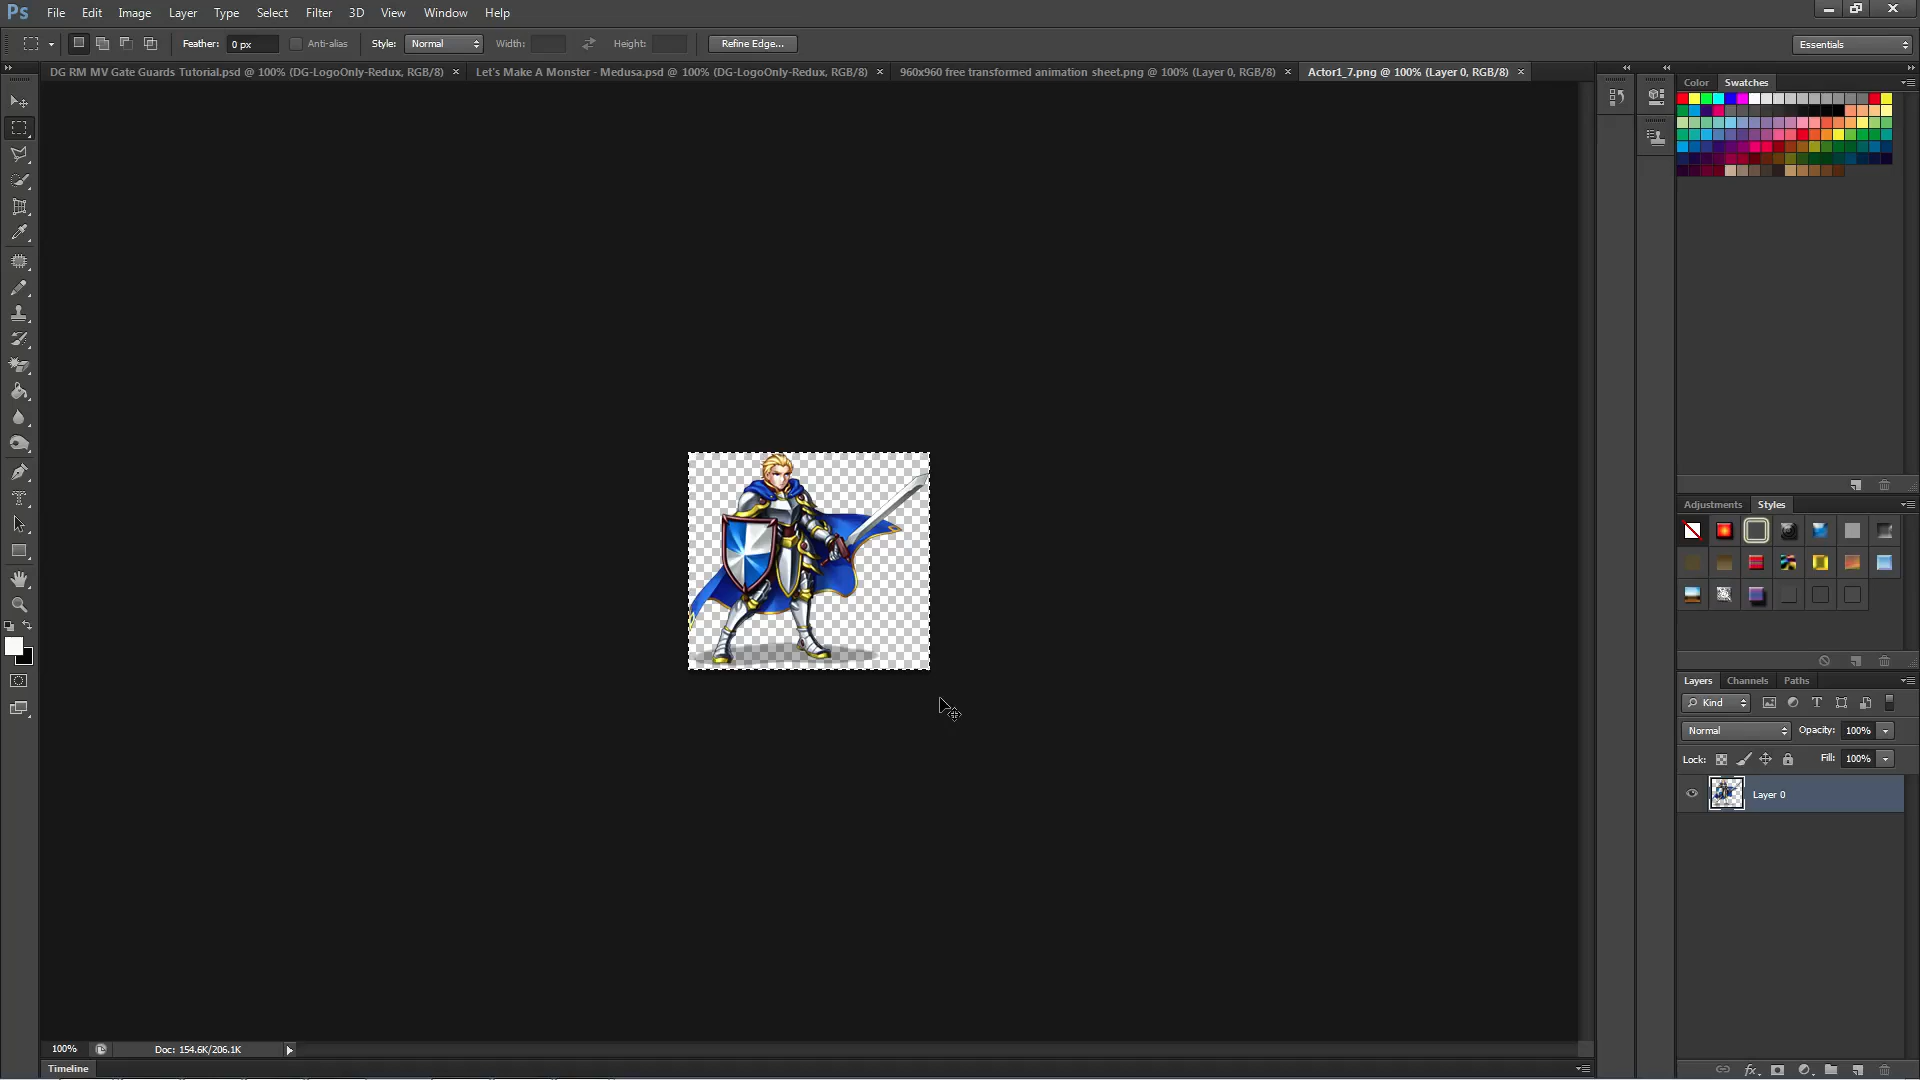 Ps File Edit Image Layer Type Select Filter 3D View Window Help
Feather: 0 px Anti-alias Style: Normal Width: Height: Refine Edge... Essentials
DG RM MV Gate Guards Tutorial.psd @ 100% (DG-LogoOnly-Redux, RGB/8) × Let's Make A Monster - Medusa.psd @ 100% (DG-LogoOnly-Redux, RGB/8) × 960x960 free transformed animation sheet.png @ 100% (Layer 0, RGB/8) × Actor1_7.png @ 100% (Layer 0, RGB/8) ×
Color Swatches
Adjustments Styles
Layers Channels Paths
Kind T
Normal Opacity: 100%
Lock: Fill: 100%
Layer 0
fx
100% Doc: 154.6K/206.1K
Timeline